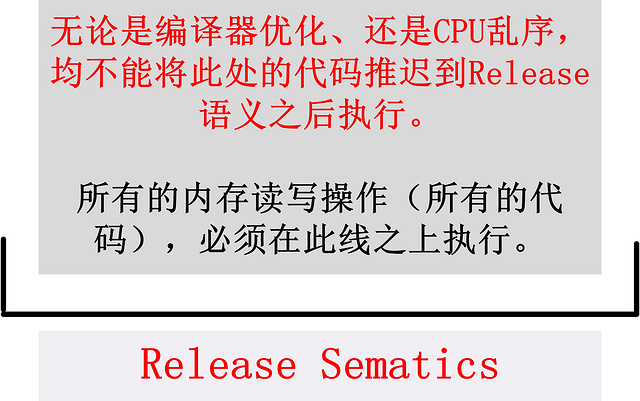 无论是编译器优化、还是CPU乱序，
均不能将此处的代码推迟到Release
语义之后执行。
所有的内存读写操作（所有的代
码），必须在此线之上执行。
Release Sematics